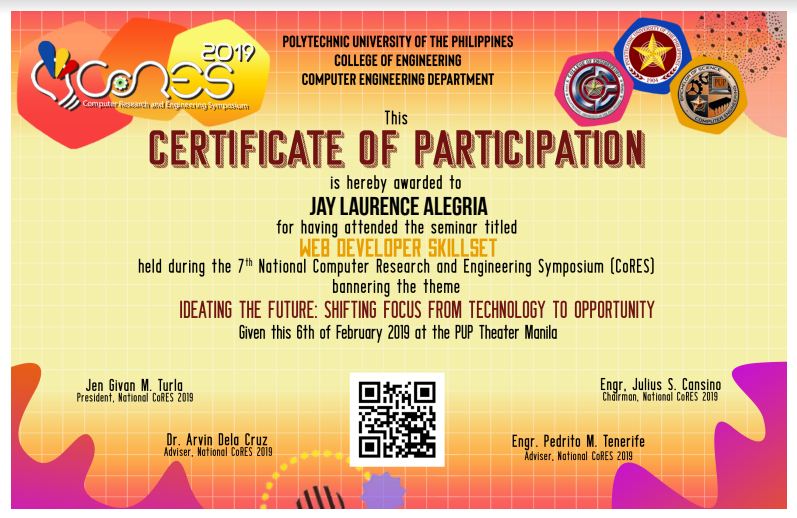 2019
CoRES
Computer Research and Engineering Symposium
POLYTECHNIC UNIVERSITY OF THE PHILIPPINES
COLLEGE OF ENGINEERING
COMPUTER ENGINEERING DEPARTMENT
1904
PUP
This
CERTIFICATE OF PARTICIPATION
is hereby awarded to
JAY LAURENCE ALEGRIA
for having attended the seminar titled
WEB DEVELOPER SKILLSET
held during the 7th National Computer Research and Engineering Symposium (CoRES)
bannering the theme
IDEATING THE FUTURE: SHIFTING FOCUS FROM TECHNOLOGY TO OPPORTUNITY
Given this 6th of February 2019 at the PUP Theater Manila
Jen Givan M. Turla
President, National CoRES 2019
Engr, Julius S. Cansino
Chairman, National CoRES 2019
Dr. Arvin Dela Cruz
Adviser, National CoRES 2019
Engr. Pedrito M. Tenerife
Adviser, National CoRES 2019